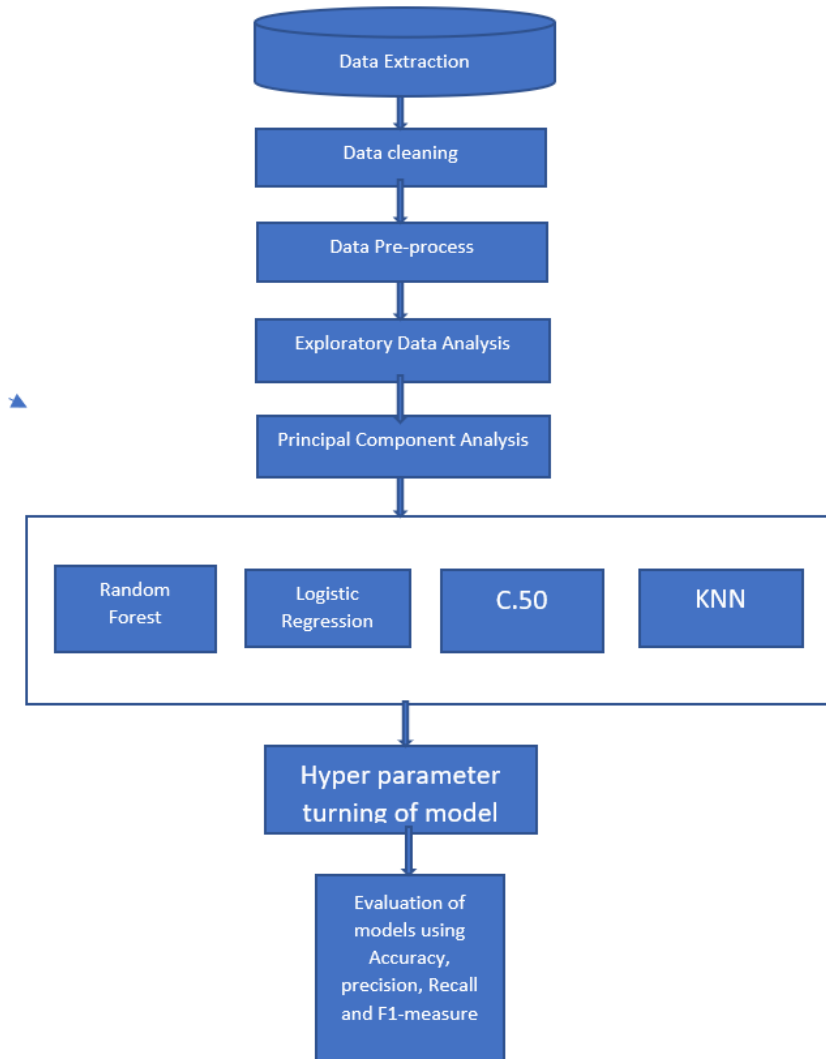 Data Extraction
Data cleaning
Data Pre-process
Exploratory Data Analysis
Principal Component Analysis
Random
Forest
Logistic
Regression
C.50
KNN
Hyper parameter
turning of model
Evaluation of
models using
Accuracy,
precision, Recall
and F1-measure